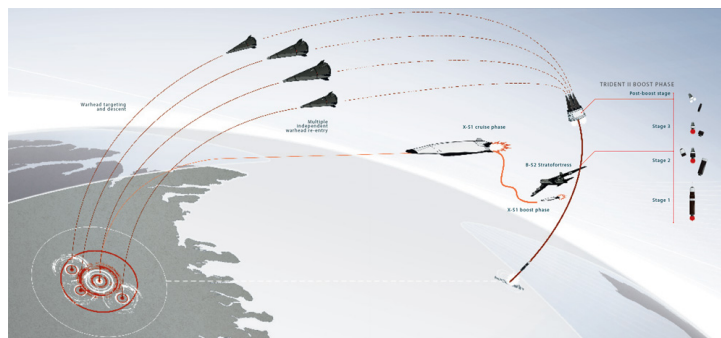 TRIDENT II BOOST PHASE
Post-boost stage
Warhead targeting
and descent
Multiple
independent
warhead re-entry
X-51 cruise phase
Stage 3
B-52 Stratofortress
Stage 2
Stage 1
X-51 boost phase